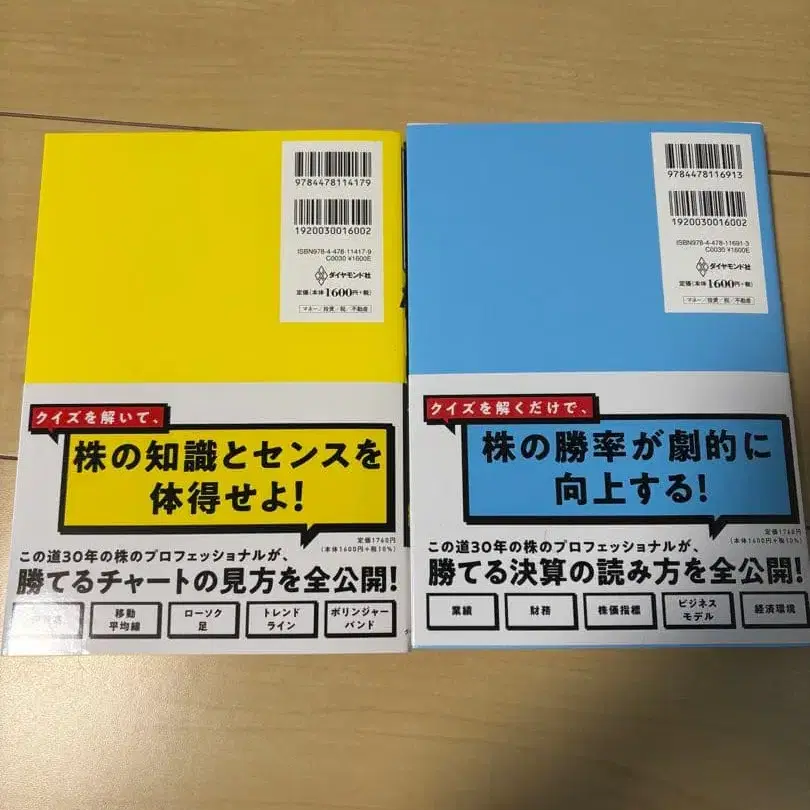 9784478114179
1920030016002
ISBN978-4-478-11417-9
C0030 ¥1600E
ダイヤモンド社
定価(本体1600円+税)
マネー/投資/税/不動産
クイズを解いて、
株の知識とセンスを
体得せよ!
定価1760円
(本体1600円+税10%)
この道30年の株のプロフェッショナルが、
勝てるチャートの見方を全公開!
移動
平均線
ローソク
足
トレンド
ライン
ボリンジャー
バンド
9784478116913
1920030016002
ISBN978-4-478-11691-3
C0030 ¥1600E
ダイヤモンド社
定価(本体1600円+税)
マネー/投資/税/不動産
クイズを解くだけで、
株の勝率が劇的に
向上する!
定価1760円
(本体1600円+税10%)
この道30年の株のプロフェッショナルが、
勝てる決算の読み方を全公開!
業績
財務
株価指標
ビジネス
モデル
経済環境